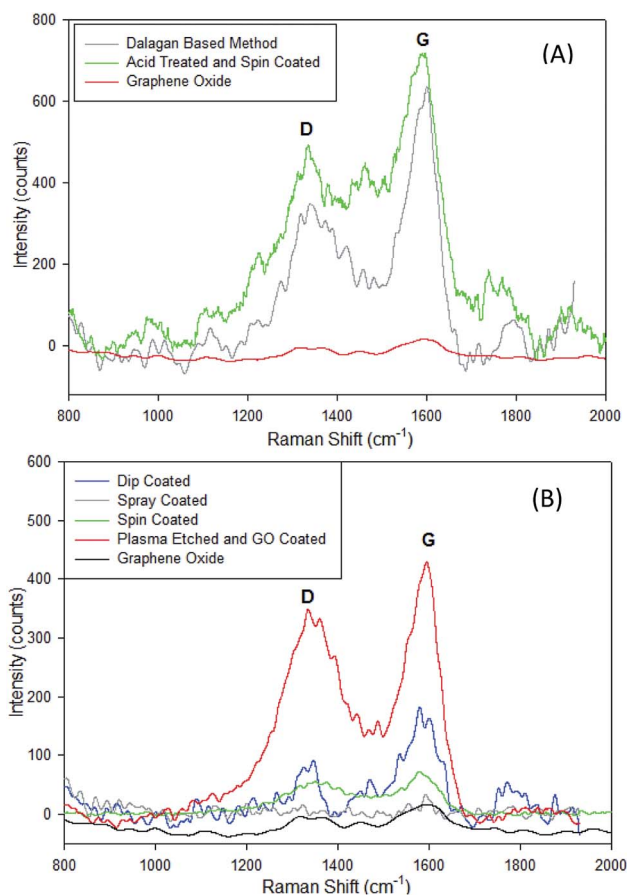 800
600
400
200
0
Intensity (counts)
Dalagan Based Method
Acid Treated and Spin Coated
Graphene Oxide
D
G
(A)
800 1000 1200 1400 1600 1800 2000
Raman Shift (cm-1)
600
500
400
300
200
100
0
Intensity (counts)
Dip Coated
Spray Coated
Spin Coated
Plasma Etched and GO Coated
Graphene Oxide
D
G
(B)
800 1000 1200 1400 1600 1800 2000
Raman Shift (cm-1)